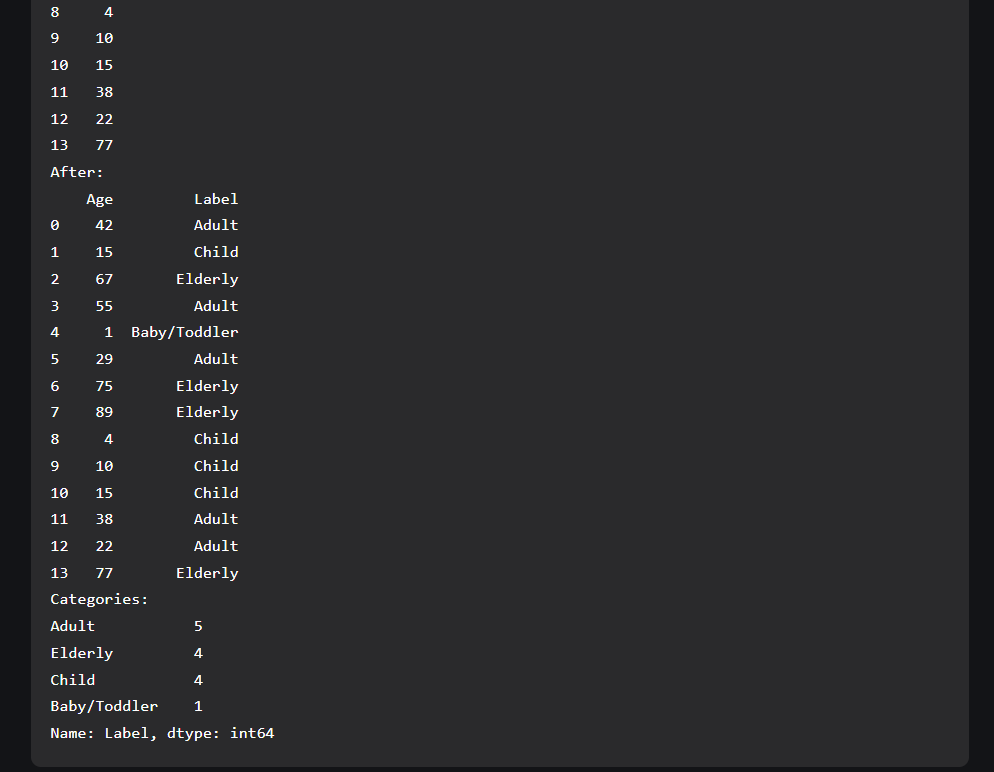 8     4
9    10
10   15
11   38
12   22
13   77
After:
    Age         Label
0    42         Adult
1    15         Child
2    67       Elderly
3    55         Adult
4     1  Baby/Toddler
5    29         Adult
6    75       Elderly
7    89       Elderly
8     4         Child
9    10         Child
10   15         Child
11   38         Adult
12   22         Adult
13   77       Elderly
Categories:
Adult           5
Elderly         4
Child           4
Baby/Toddler    1
Name: Label, dtype: int64